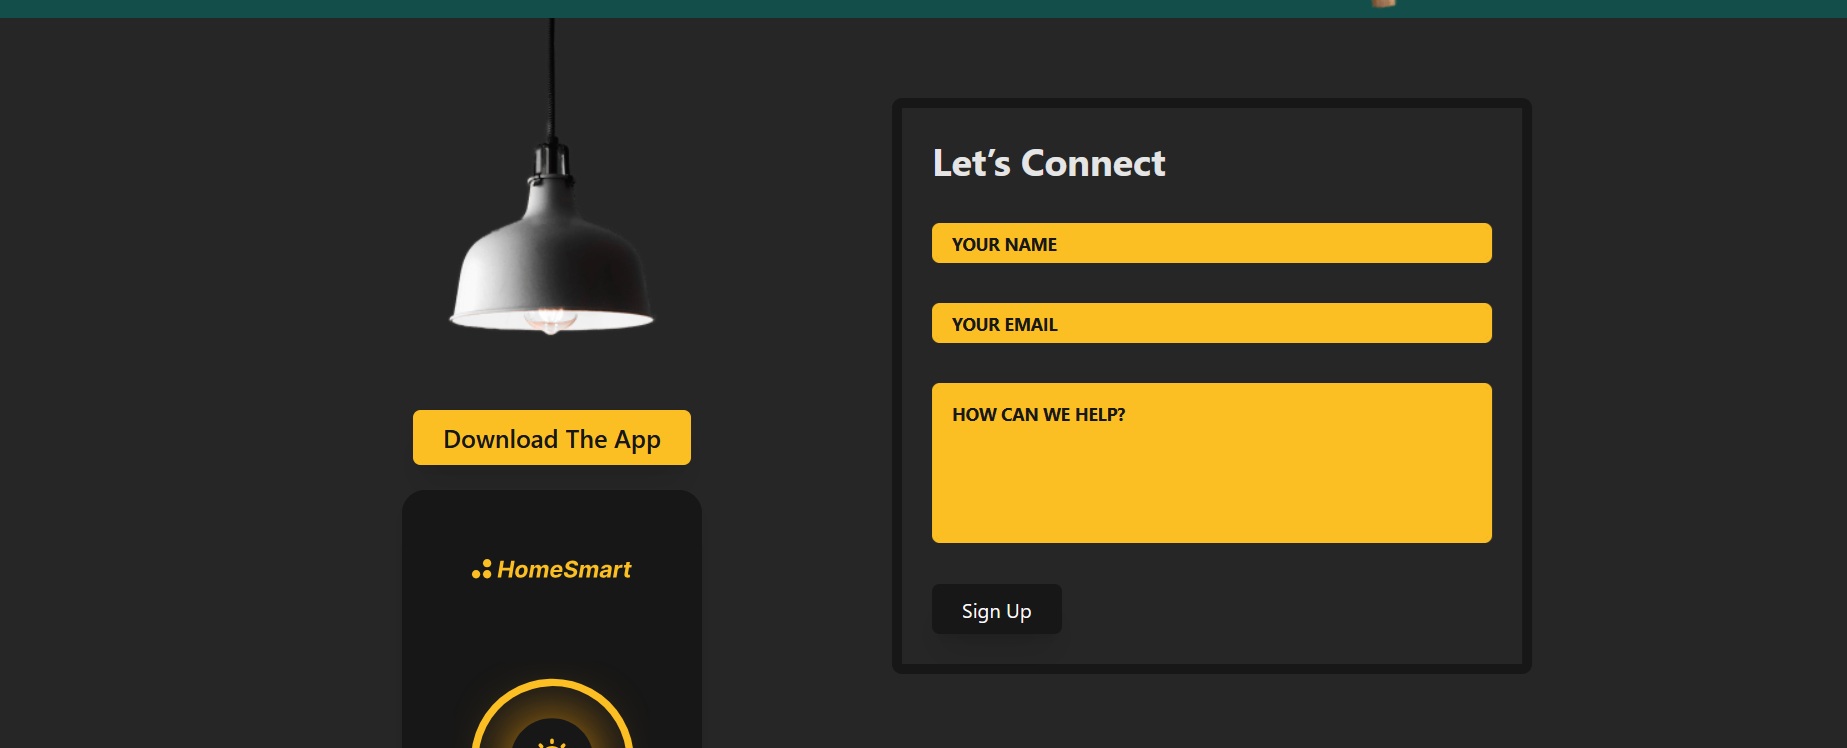 Let’s Connect
YOUR NAME
YOUR EMAIL
HOW CAN WE HELP?
Sign Up
Download The App
HomeSmart